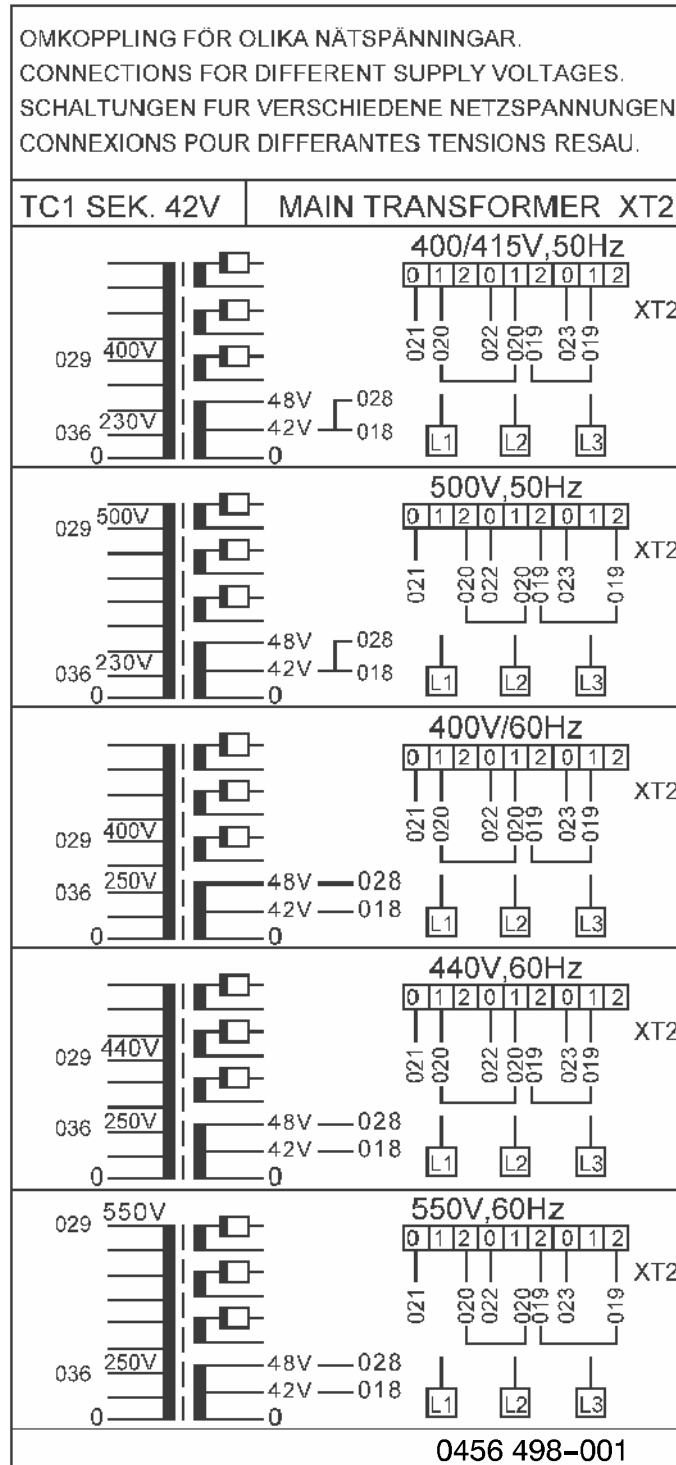 OMKOPPLING FÖR OLIKA NÄTSPÄNNINGAR.
CONNECTIONS FOR DIFFERENT SUPPLY VOLTAGES.
SCHALTUNGEN FUR VERSCHIEDENE NETZSPANNUNGEN
CONNEXIONS POUR DIFFERANTES TENSIONS RESAU.
TC1 SEK. 42V
MAIN TRANSFORMER XT2
400/415V,50Hz
0 1 2 0 1 2 0 1 2
XT2
021 020 022 020 019 023 019
029 400V
48V 028
036 230V
42V 018
0 0
L1 L2 L3
500V,50Hz
0 1 2 0 1 2 0 1 2
029 500V
XT2
021 020 022 020 019 023 019
48V 028
036 230V
42V 018
0 0
L1 L2 L3
400V/60Hz
0 1 2 0 1 2 0 1 2
XT2
021 020 022 020 019 023 019
029 400V
036 250V
48V 028
42V 018
0 0
L1 L2 L3
440V,60Hz
0 1 2 0 1 2 0 1 2
XT2
029 440V
021 020 022 020 019 023 019
036 250V
48V 028
42V 018
0 0
L1 L2 L3
029 550V
550V,60Hz
0 1 2 0 1 2 0 1 2
XT2
021 020 022 020 019 023 019
036 250V
48V 028
42V 018
0 0
L1 L2 L3
0456 498-001